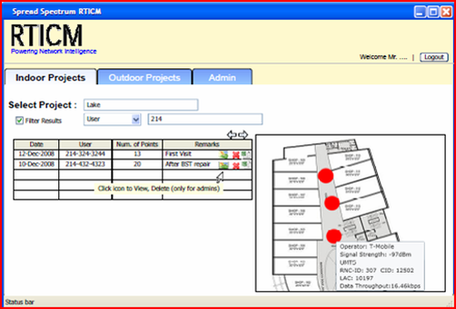 Spread Spectrum RTICM
RTICM
Powering Network Intelligence
Welcome Mr. .... | Logout
Indoor Projects Outdoor Projects Admin
Select Project : Lake
Filter Results User 214
Date User Num. of Points Remarks
12-Dec-2008 214-324-3244 13 First Visit
10-Dec-2008 214-432-4323 20 After BST repair
Click icon to View, Delete (only for admins)
Operator: T-Mobile
Signal Strength: -97dBm
UMTS
RNC-ID: 307 CID: 12502
LAC: 10197
Data Throughput:16.46kbps
Status bar